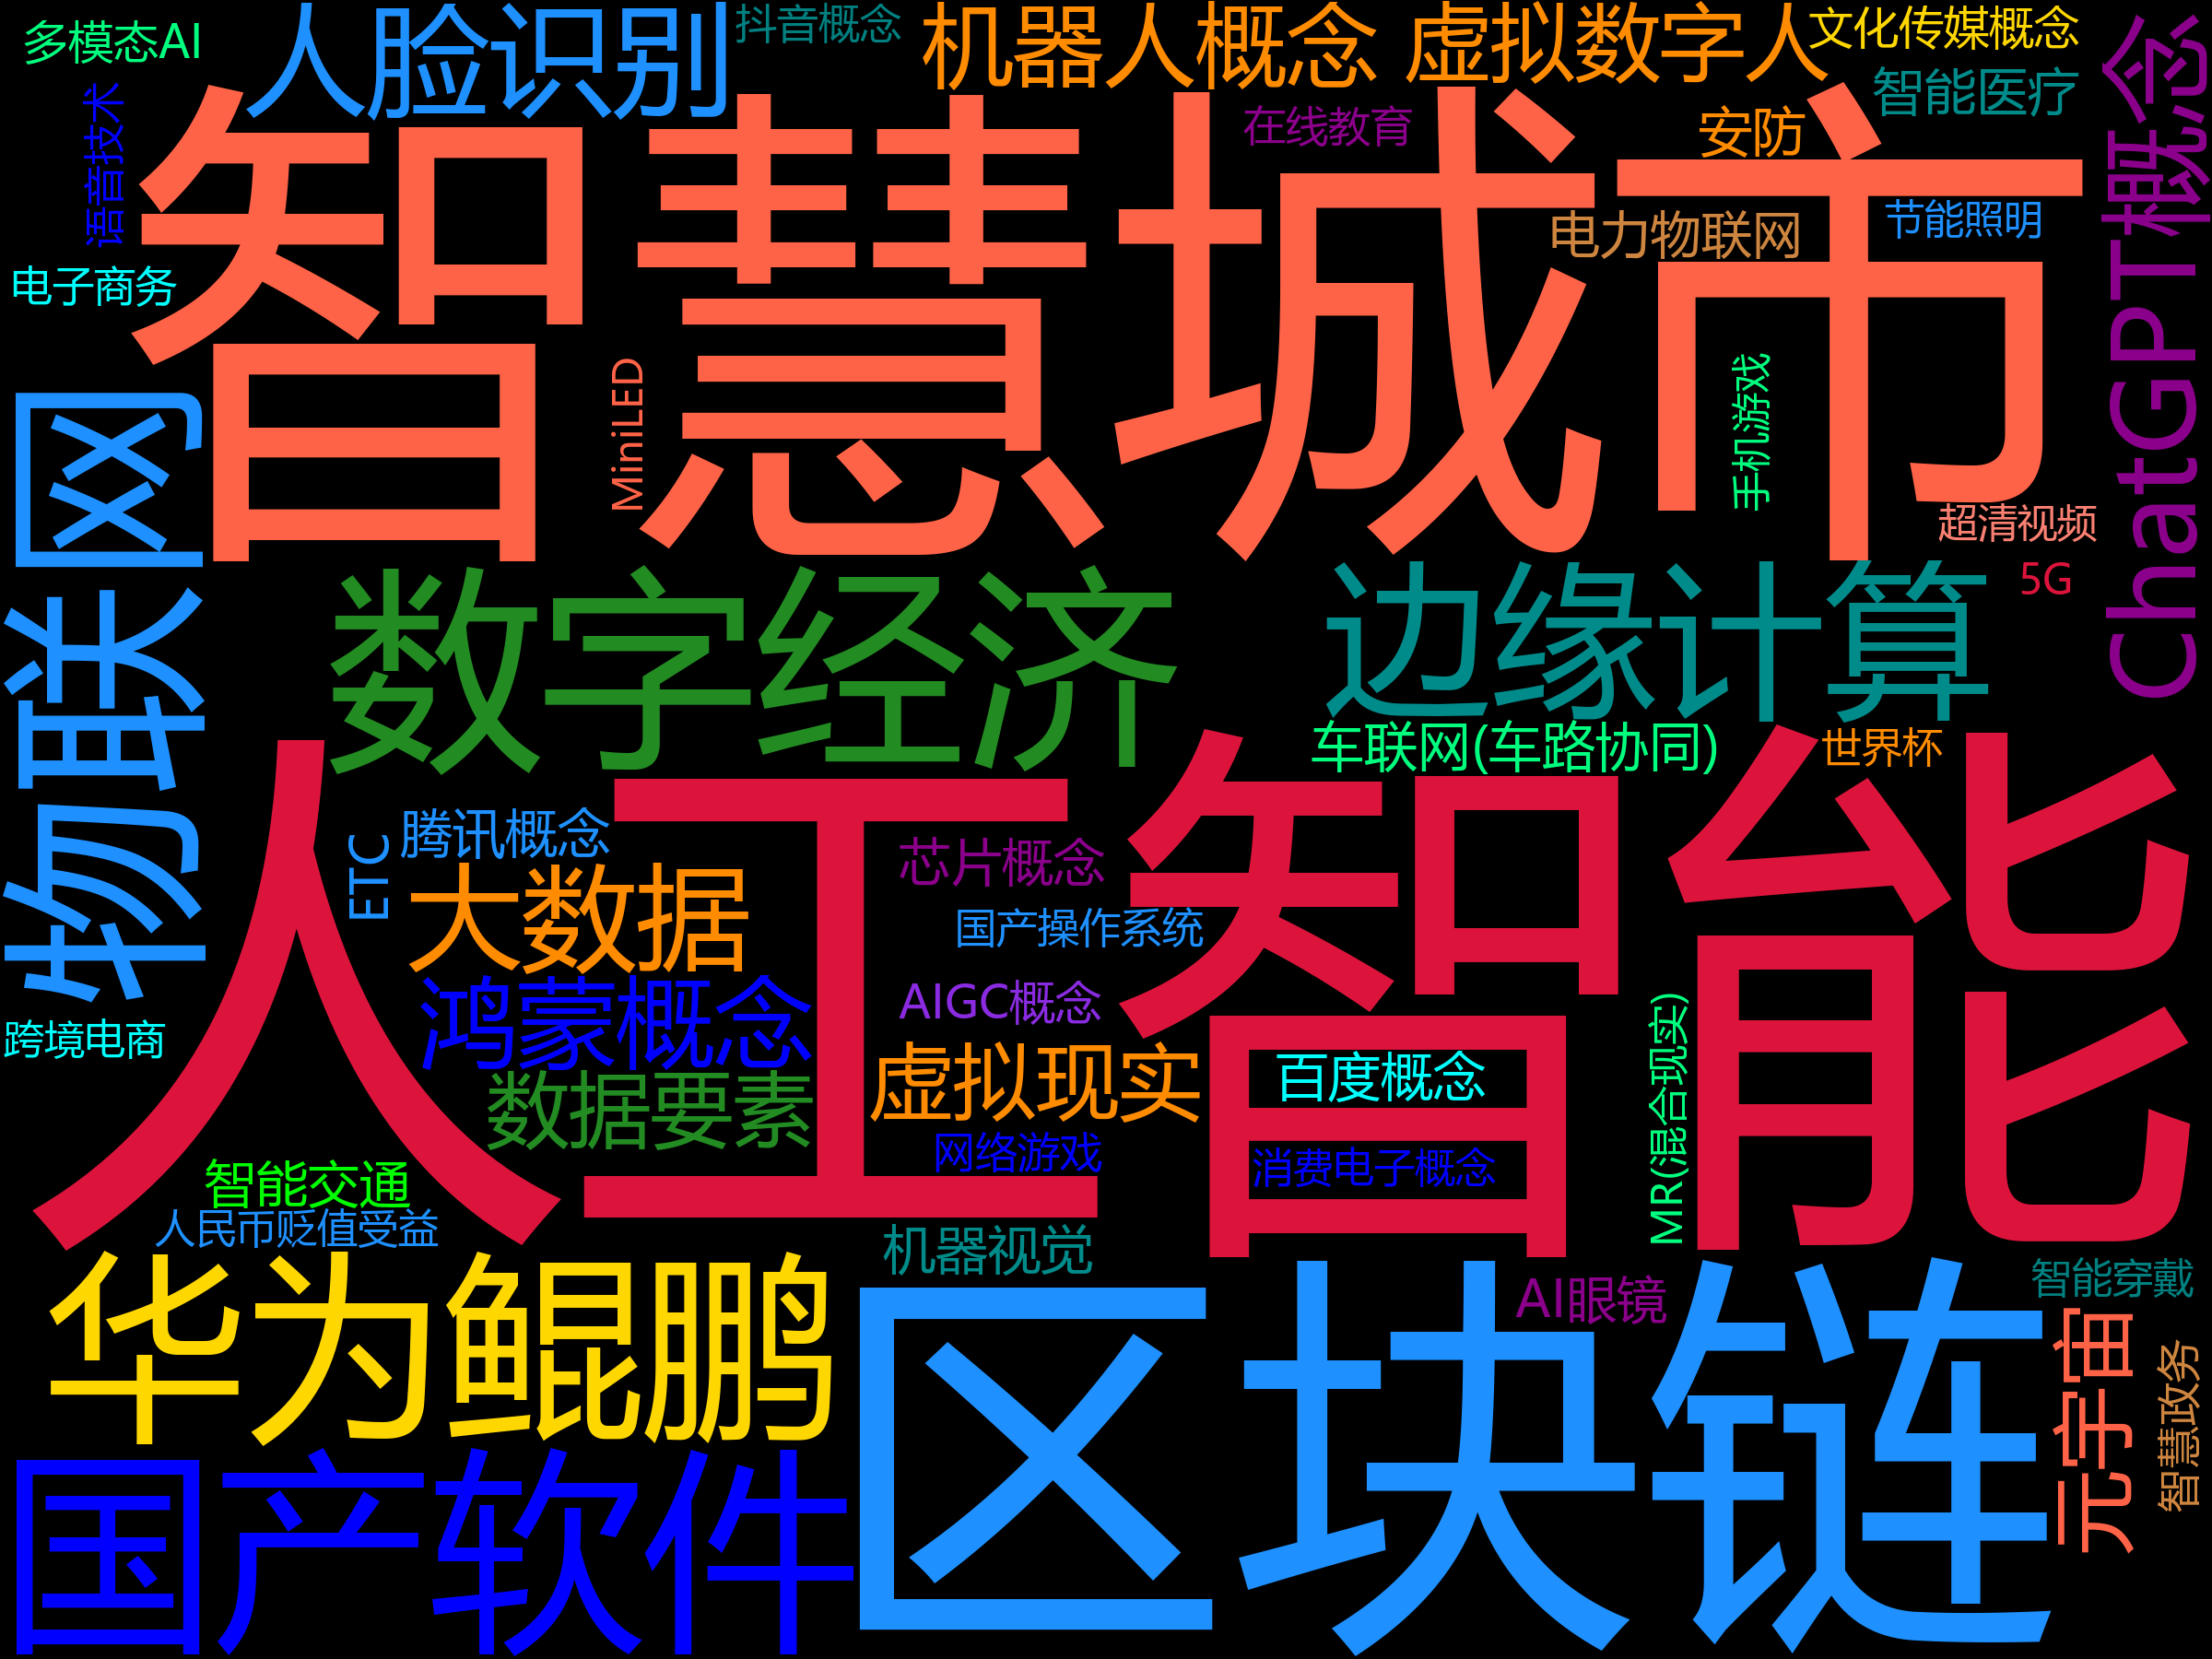 多模态AI
人脸识别
抖音概念
机器人概念
虚拟数字人
文化传媒概念
智能医疗
语音技术
智慧城市
在线教育
安防
ChatGPT概念
电力物联网
节能照明
电子商务
MiniLED
手机游戏
超清视频
物联网
数字经济
边缘计算
5G
车联网(车路协同)
世界杯
人工智能
腾讯概念
ETC
芯片概念
大数据
国产操作系统
鸿蒙概念
AIGC概念
跨境电商
虚拟现实
百度概念
MR(混合现实)
数据要素
网络游戏
消费电子概念
智能交通
人民币贬值受益
机器视觉
华为鲲鹏
区块链
AI眼镜
智能穿戴
元宇宙
智慧政务
国产软件